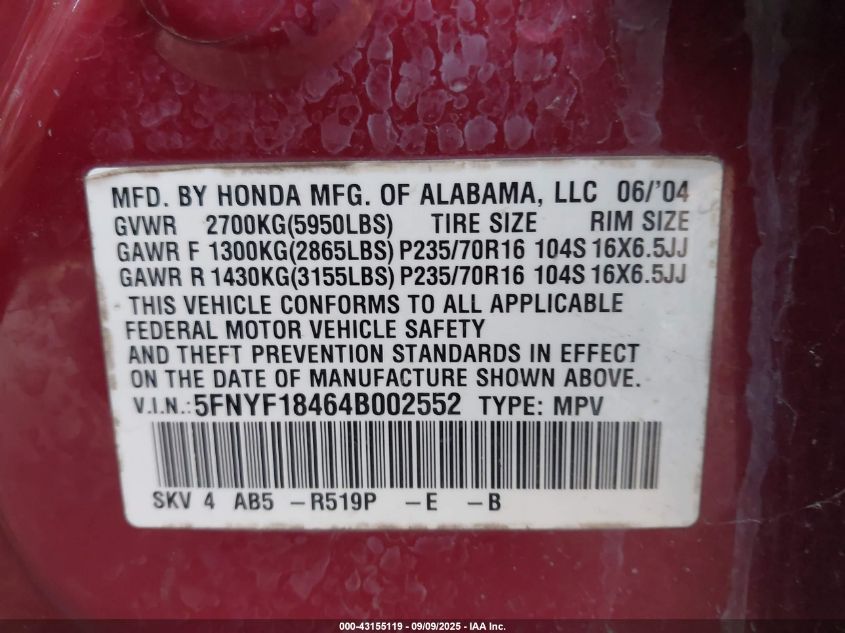 MFD. BY HONDA MFG. OF ALABAMA, LLC 06/'04
GVWR 2700KG(5950LBS) TIRE SIZE RIM SIZE
GAWR F 1300KG(2865LBS) P235/70R16 104S 16X6.5JJ
GAWR R 1430KG(3155LBS) P235/70R16 104S 16X6.5JJ
THIS VEHICLE CONFORMS TO ALL APPLICABLE
FEDERAL MOTOR VEHICLE SAFETY
AND THEFT PREVENTION STANDARDS IN EFFECT
ON THE DATE OF MANUFACTURE SHOWN ABOVE.
V.I.N.: 5FNYF18464B002552 TYPE: MPV
SKV 4 AB5 -R519P -E -B
000-43155119 - 09/09/2025 - IAA Inc.